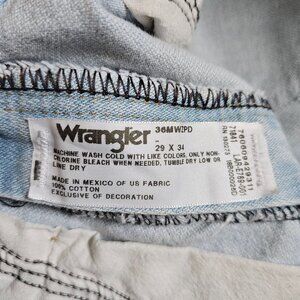 Wrangler
36MWZPD
29 X 34
MACHINE WASH COLD WITH LIKE COLORS, ONLY NON-
CHLORINE BLEACH WHEN NEEDED, TUMBLE DRY LOW OR
LINE DRY
MADE IN MEXICO OF US FABRIC
100% COTTON
EXCLUSIVE OF DECORATION